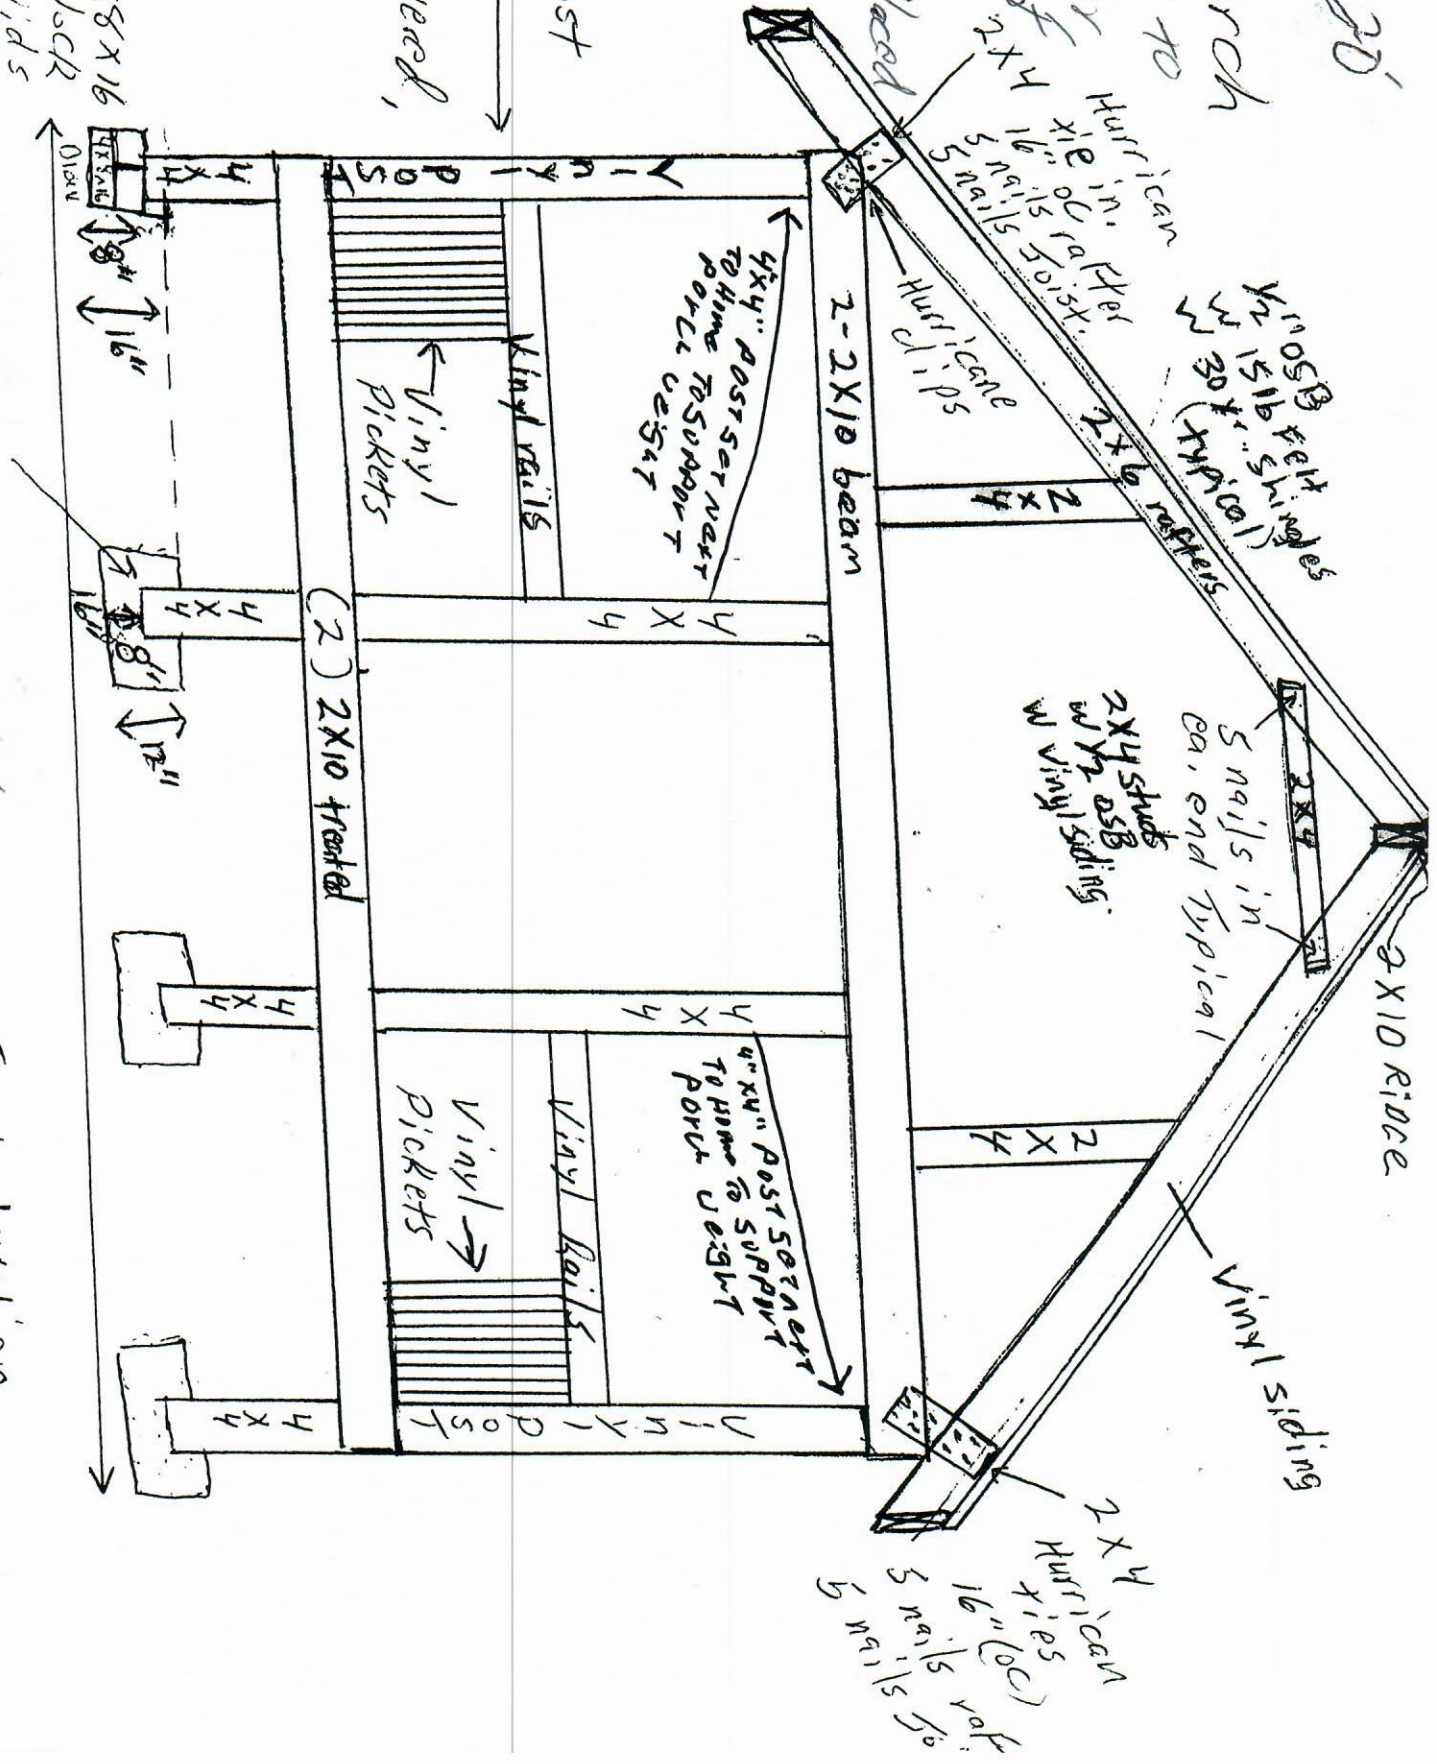 20'
rch
to
2x4
Hurrican
tie in.
16" oc rafter
5 nails
5 nails Joist.
Hurricane
clips
1/2" OSB
W 15lb felt
W 30 yr. shingles
(typical)
2x6 rafters
2x4
5 nails in
ea. end Typical
2x4
2x4 studs
w 1/2 OSB
w vinyl siding.
2X10 RIDGE
Vinyl siding
2x4
2x4
Hurrican
ties
16" (oc)
5 nails raf
5 nails Jo
2-2X10 beam
4"x4" POST SET NEXT
TO HOME TO SUPPORT
PORCH WEIGHT
4"x4" POST SET NEXT
TO HOME TO SUPPORT
PORCH WEIGHT
Vinyl rails
Vinyl Rails
Vinyl
Pickets
Vinyl
Pickets
Vinyl post
4x4
4x4
Vinyl post
(2) 2X10 treated
4x4
4x4
4x4
4x4
8"
16"
16"
8"
12"
8X16
lock
ids